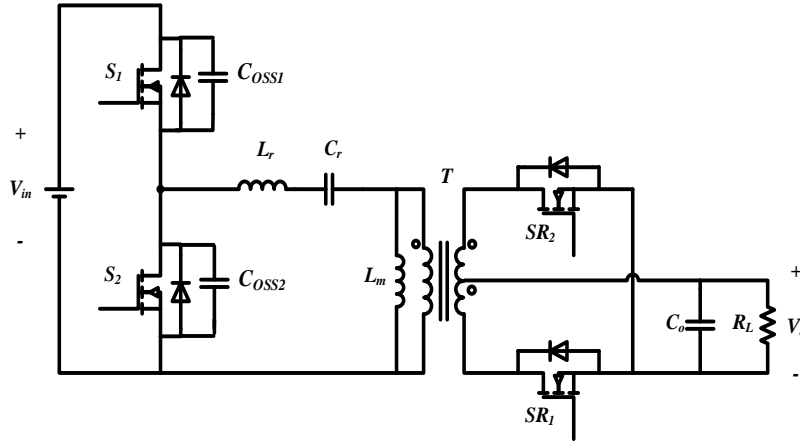 S1
COSS1
+
Vin
-
Lr
Cr
T
SR2
S2
COSS2
Lm
Co
RL
+
-
SR1